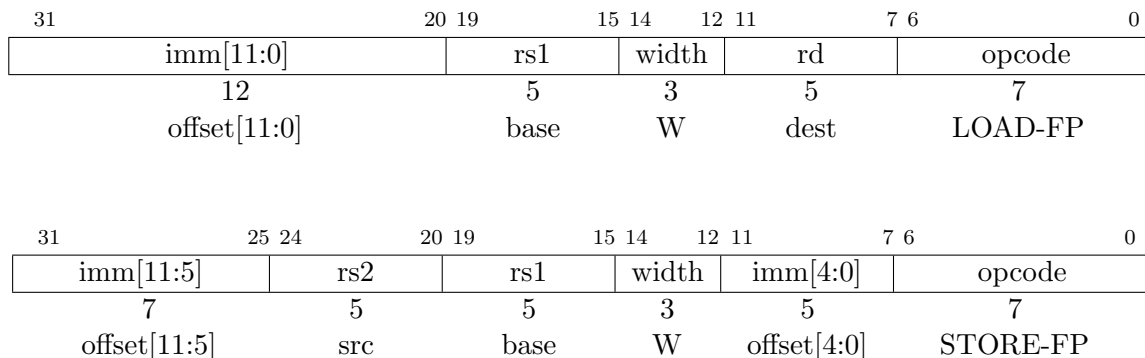 31 20 19 15 14 12 11 7 6 0
imm[11:0] rs1 width rd opcode
12 5 3 5 7
offset[11:0] base W dest LOAD-FP
31 25 24 20 19 15 14 12 11 7 6 0
imm[11:5] rs2 rs1 width imm[4:0] opcode
7 5 5 3 5 7
offset[11:5] src base W offset[4:0] STORE-FP